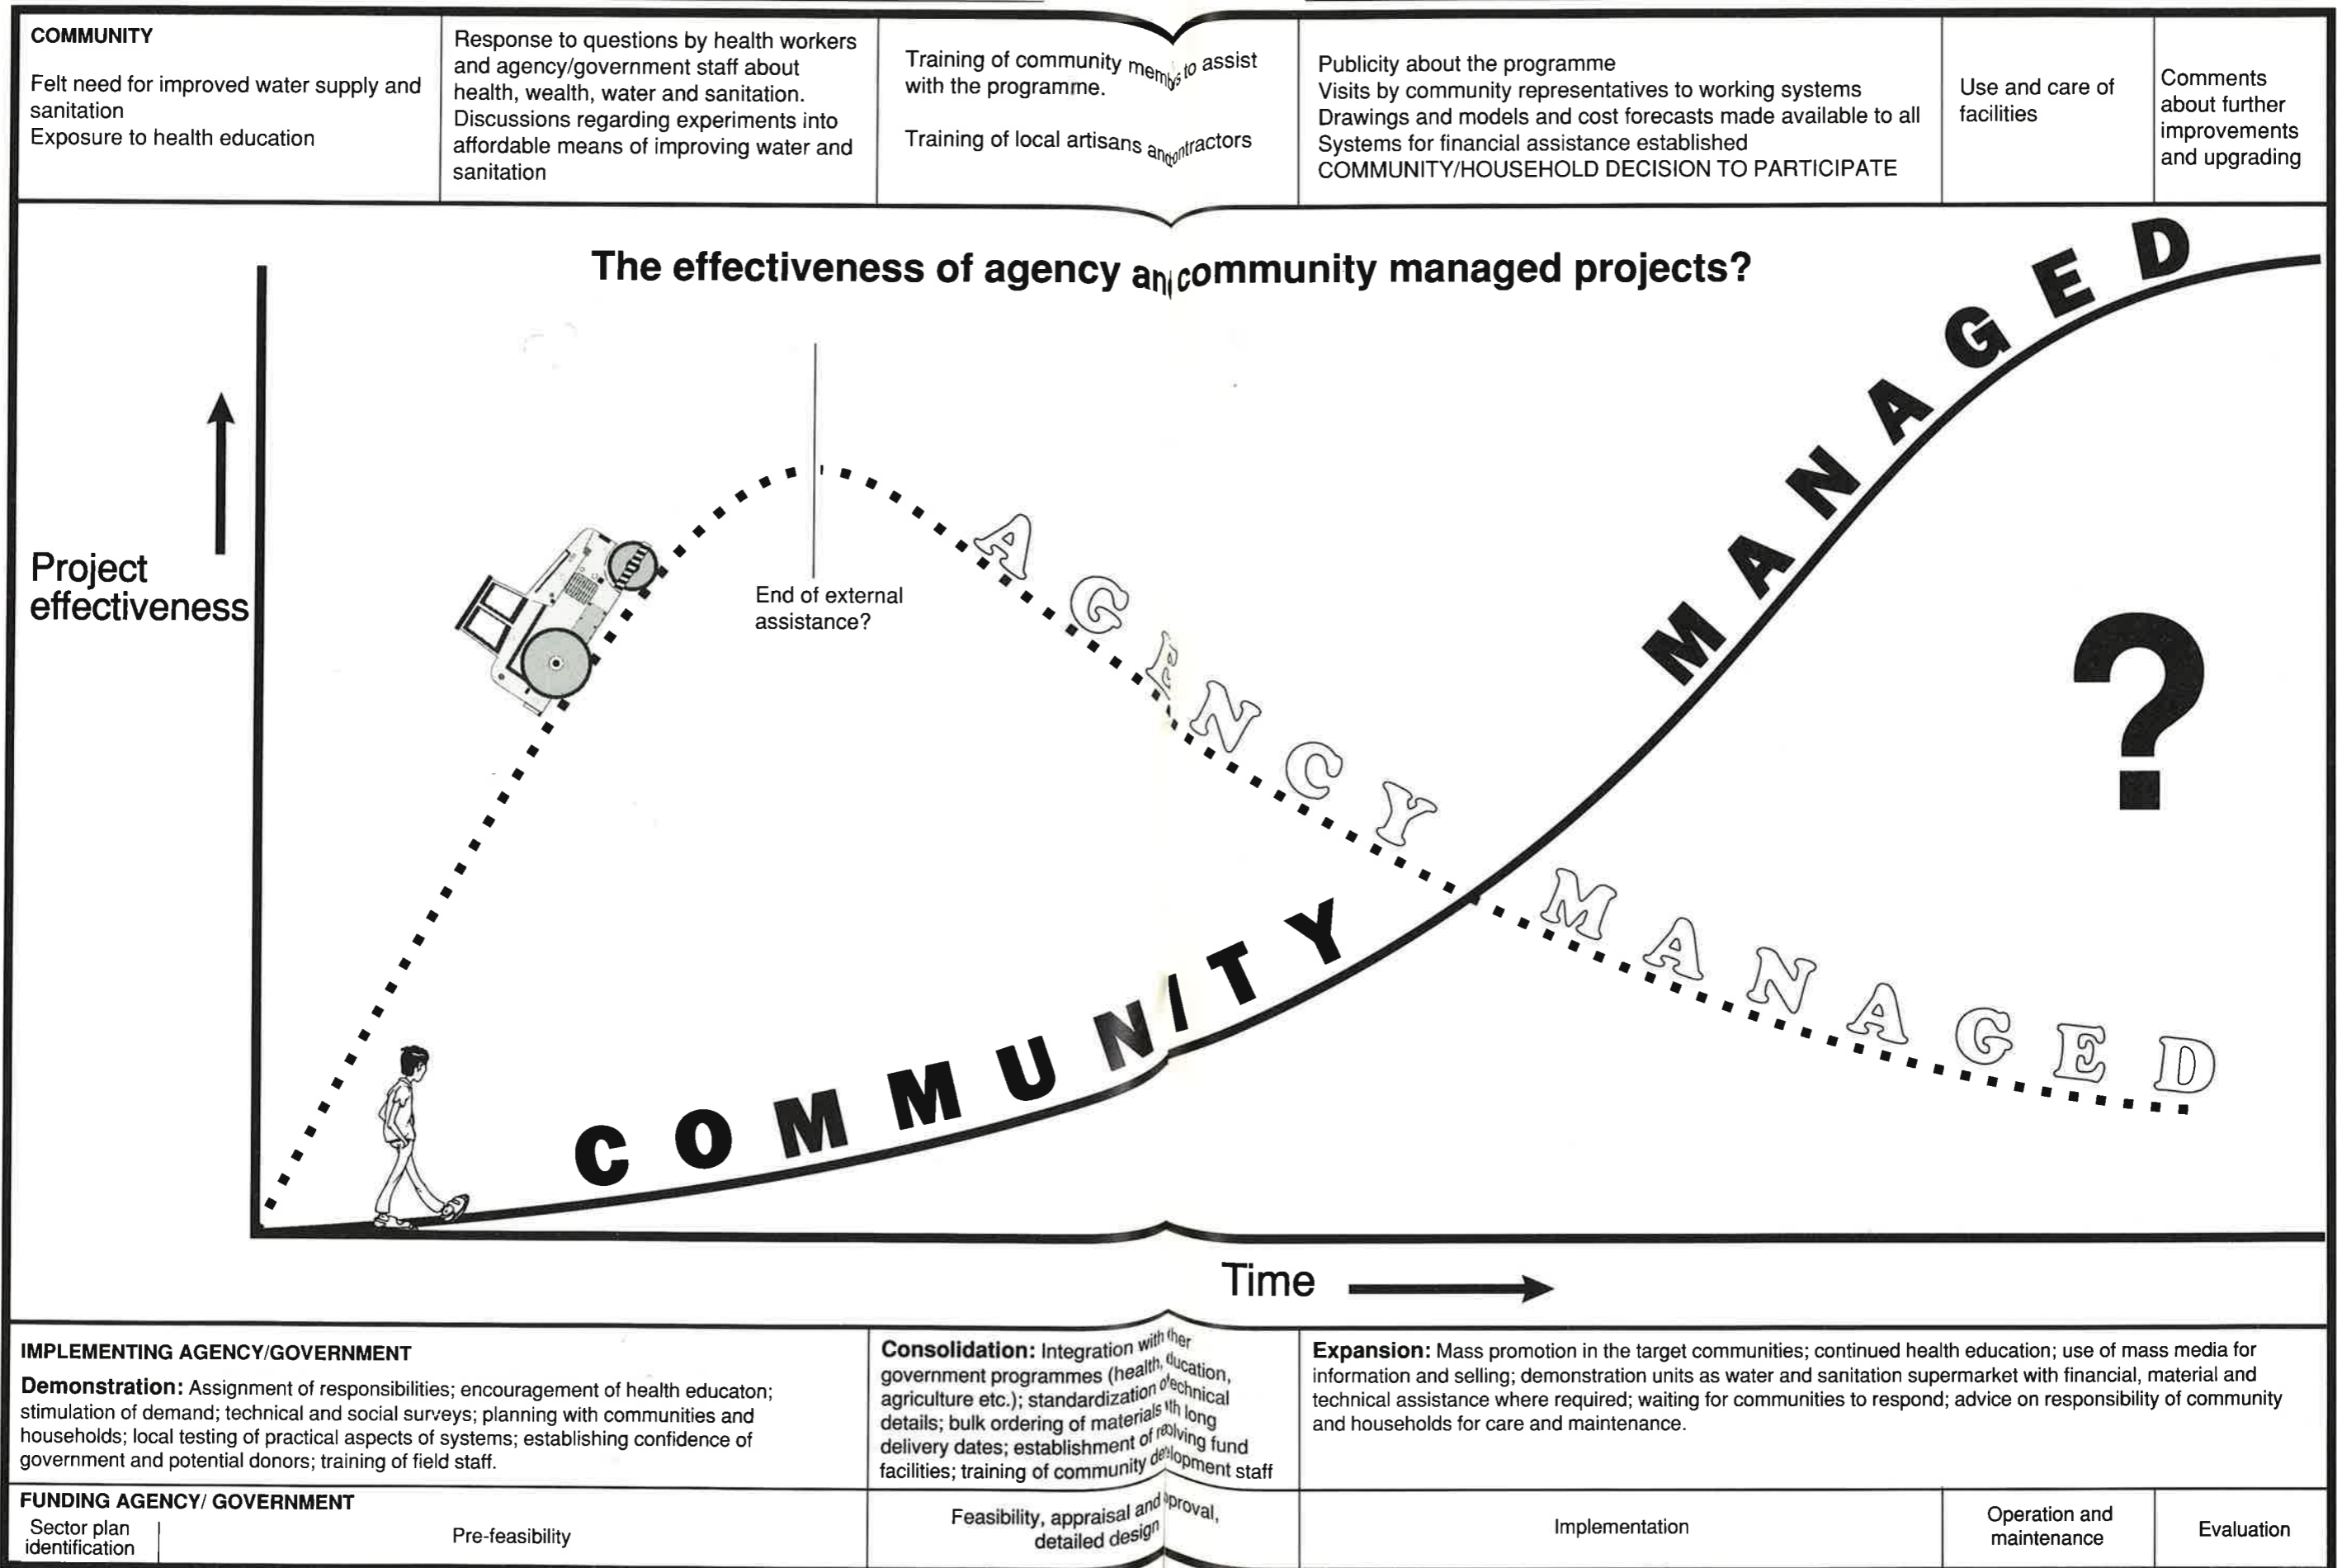 COMMUNITY
Felt need for improved water supply and
sanitation
Exposure to health education
Response to questions by health workers
and agency/government staff about
health, wealth, water and sanitation.
Discussions regarding experiments into
affordable means of improving water and
sanitation
Training of community to assist
with the programme.
Training of local artisans
Publicity about the programme
Visits by community representatives to working systems
Drawings and models and cost forecasts made available to all
Systems for financial assistance established
COMMUNITY/HOUSEHOLD DECISION TO PARTICIPATE
Use and care of
facilities
Comments
about further
improvements
and upgrading
The effectiveness of agency community managed projects?
Project
effectiveness
End of external
assistance?
AGENCY MANAGED
COMMUNITY MANAGED
?
Time
IMPLEMENTING AGENCY/GOVERNMENT
Demonstration: Assignment of responsibilities; encouragement of health educaton;
stimulation of demand; technical and social surveys; planning with communities and
households; local testing of practical aspects of systems; establishing confidence of
government and potential donors; training of field staff.
Consolidation: Integration with
government programmes (health,
agriculture etc.); standardization
details; bulk ordering of materials long
delivery dates; establishment of fund
facilities; training of community staff
Expansion: Mass promotion in the target communities; continued health education; use of mass media for
information and selling; demonstration units as water and sanitation supermarket with financial, material and
technical assistance where required; waiting for communities to respond; advice on responsibility of community
and households for care and maintenance.
FUNDING AGENCY/ GOVERNMENT
Sector plan
identification
Pre-feasibility
Feasibility, appraisal and
detailed design
Implementation
Operation and
maintenance
Evaluation